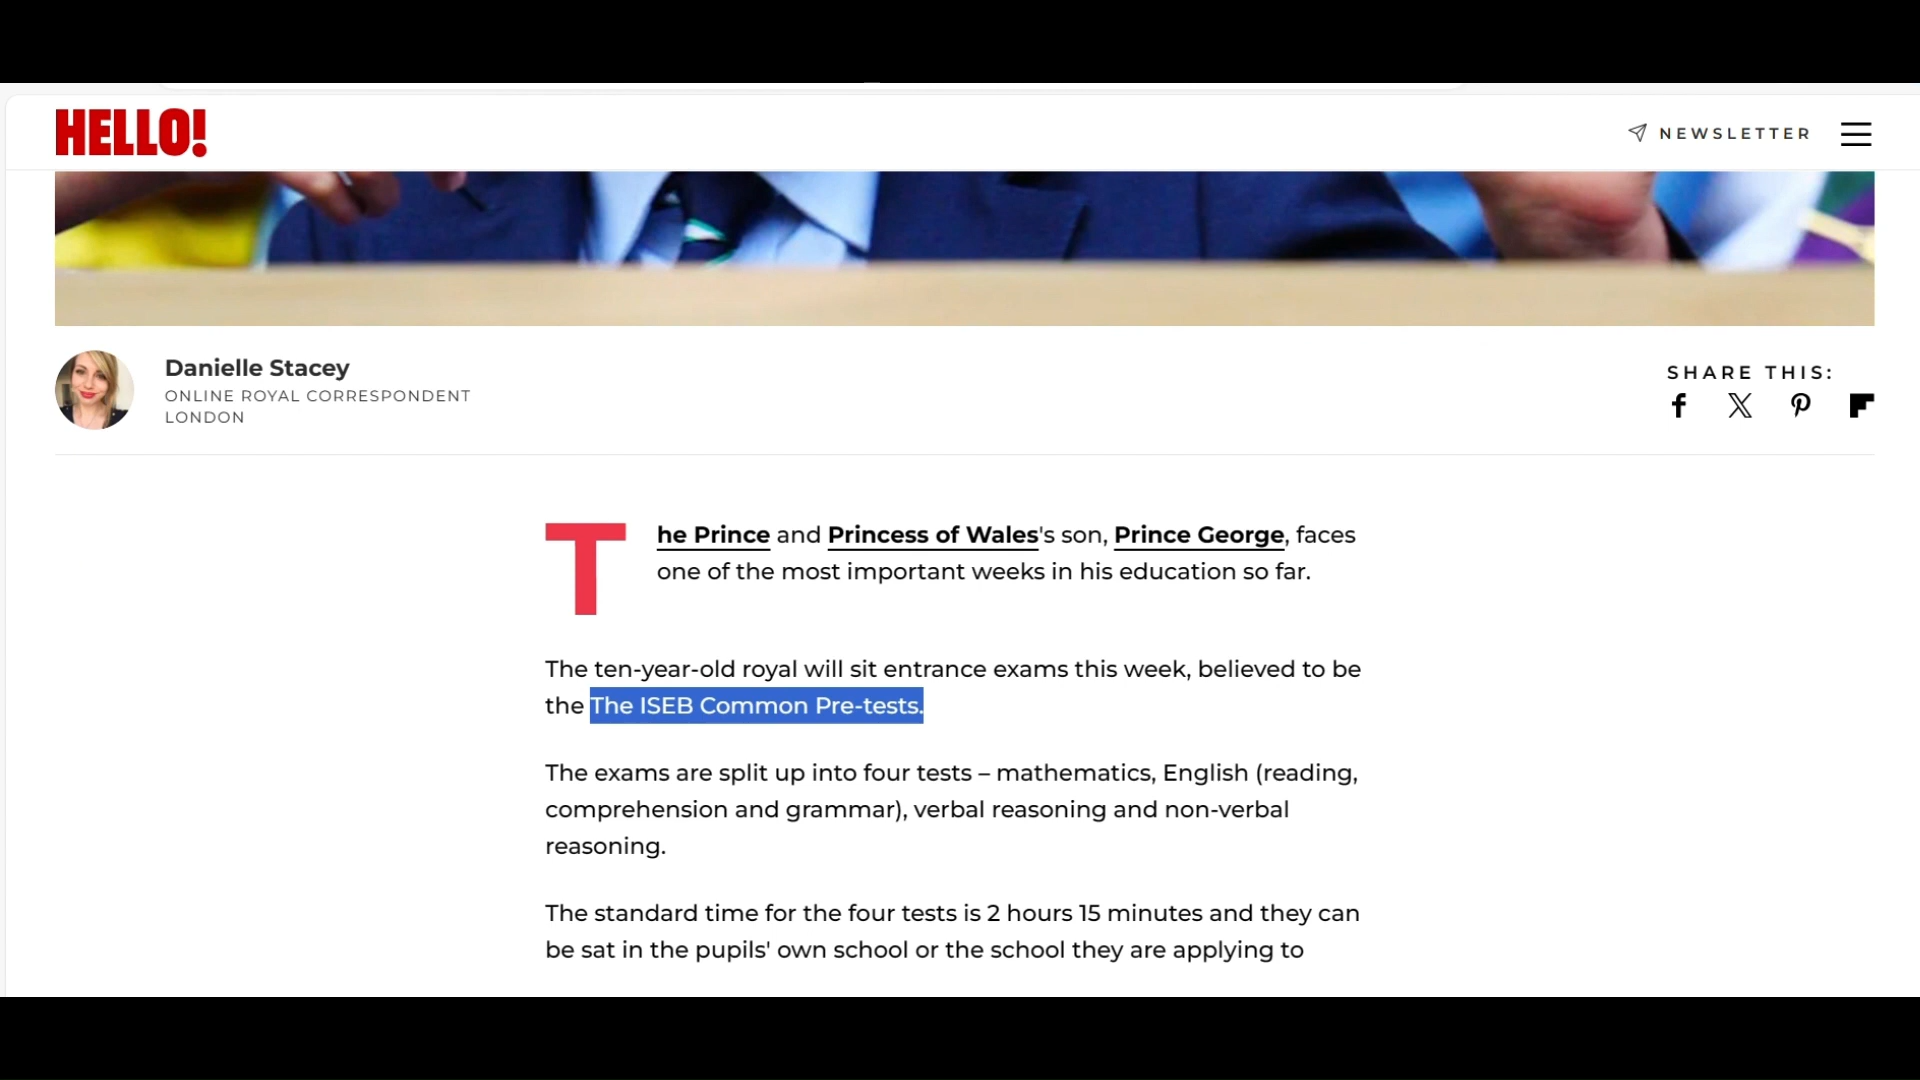 HELLO!
NEWSLETTER
Danielle Stacey
ONLINE ROYAL CORRESPONDENT
LONDON
SHARE THIS:
The Prince and Princess of Wales's son, Prince George, faces
one of the most important weeks in his education so far.
The ten-year-old royal will sit entrance exams this week, believed to be
the The ISEB Common Pre-tests.
The exams are split up into four tests – mathematics, English (reading,
comprehension and grammar), verbal reasoning and non-verbal
reasoning.
The standard time for the four tests is 2 hours 15 minutes and they can
be sat in the pupils' own school or the school they are applying to